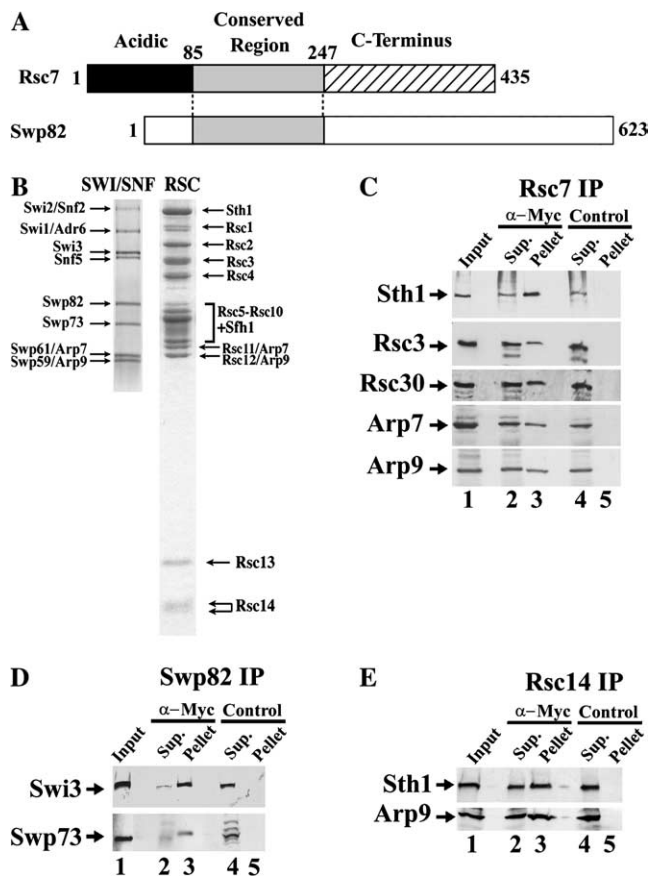 A
Acidic
Conserved
Region
C-Terminus
85
247
Rsc7
1
435
Swp82
1
623
B
SWI/SNF
RSC
Swi2/Snf2
Swi1/Adr6
Swi3
Snf5
Swp82
Swp73
Swp61/Arp7
Swp59/Arp9
Sth1
Rsc1
Rsc2
Rsc3
Rsc4
Rsc5-Rsc10
+Sfh1
Rsc11/Arp7
Rsc12/Arp9
Rsc13
Rsc14
C
Rsc7 IP
α-Myc Control
Input Sup. Pellet Sup. Pellet
Sth1
Rsc3
Rsc30
Arp7
Arp9
1 2 3 4 5
D
Swp82 IP
α-Myc Control
Input Sup. Pellet Sup. Pellet
Swi3
Swp73
1 2 3 4 5
E
Rsc14 IP
α-Myc Control
Input Sup. Pellet Sup. Pellet
Sth1
Arp9
1 2 3 4 5